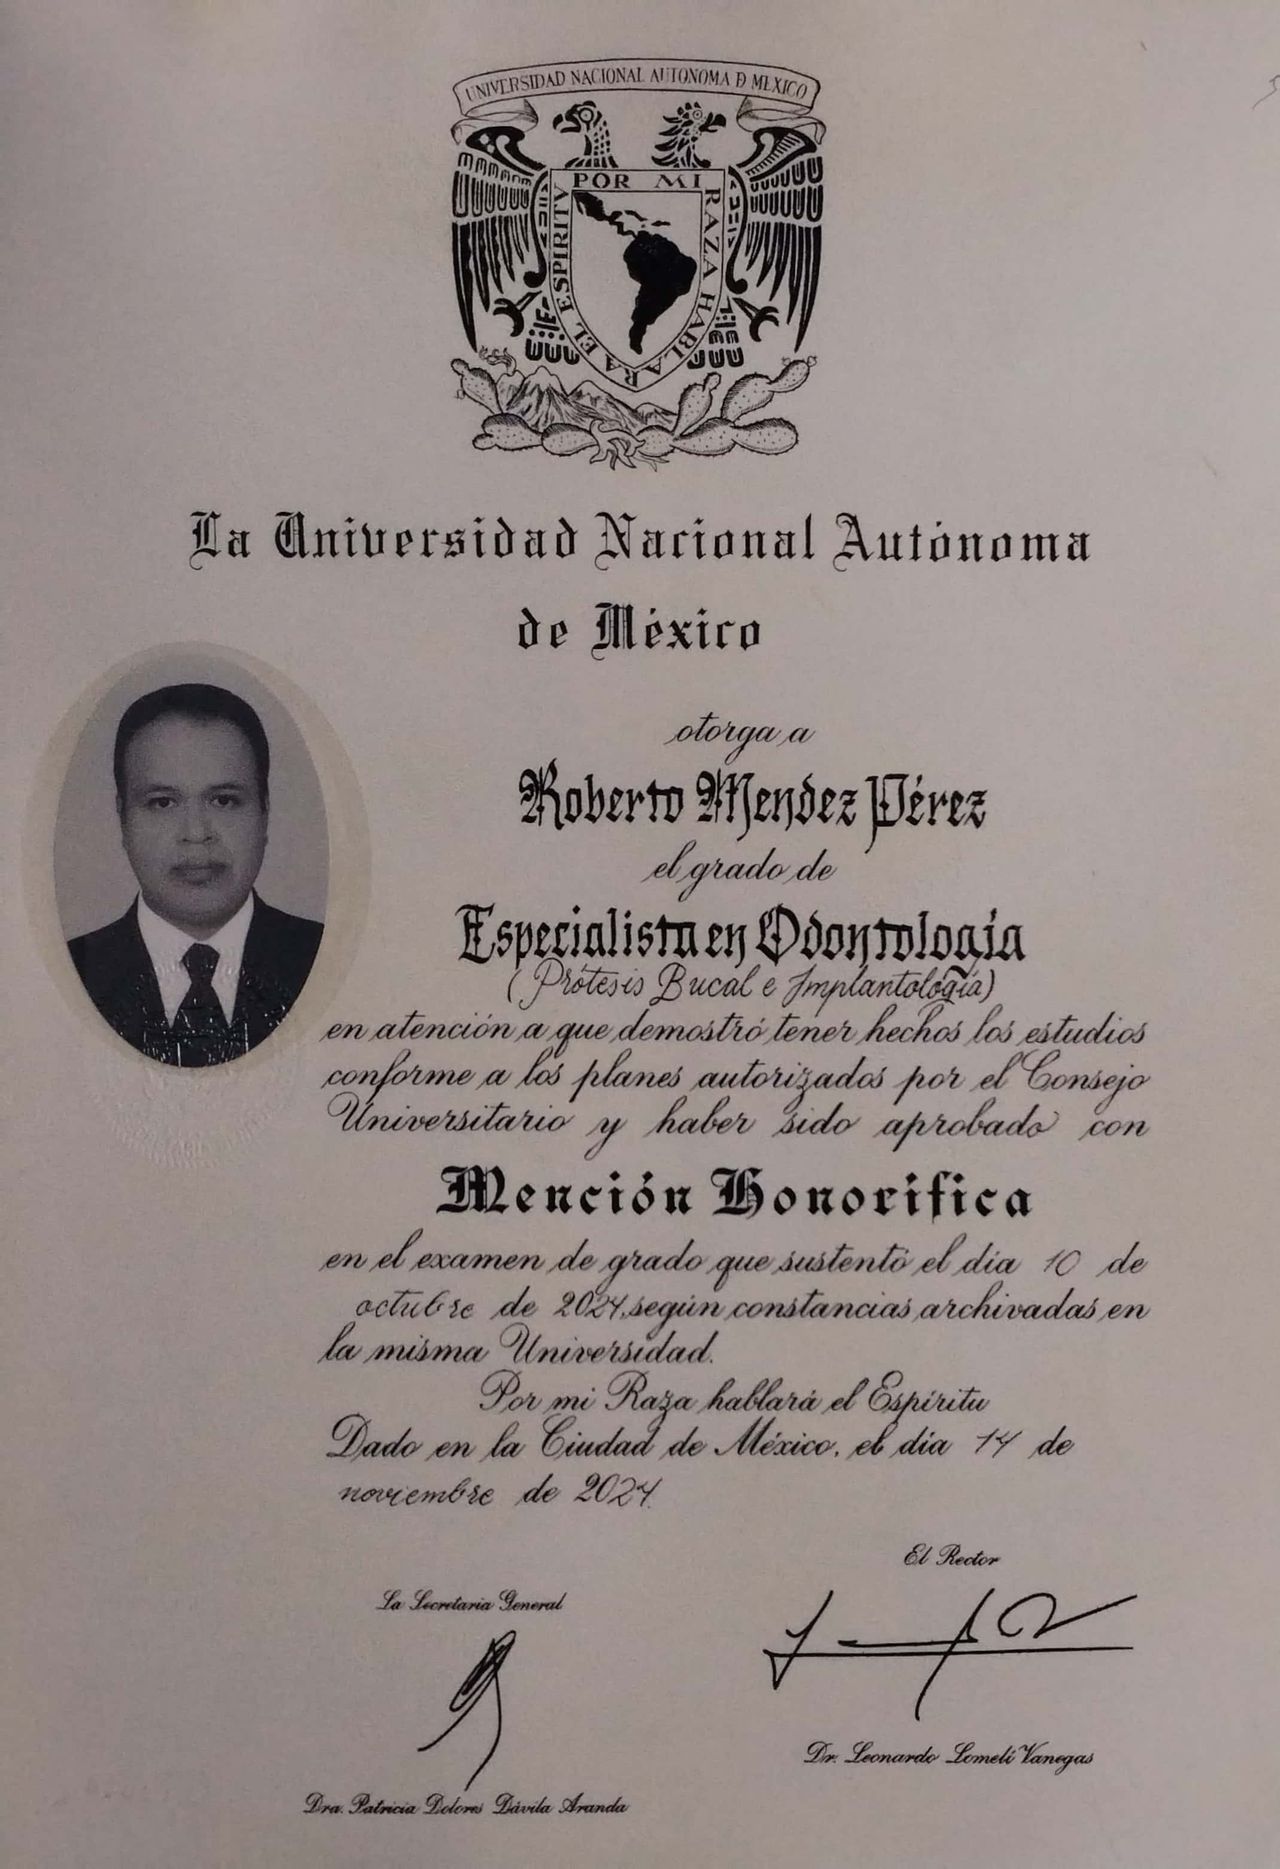 UNIVERSIDAD NACIONAL AUTONOMA D MEXICO
POR MI RAZA HABLARA EL ESPIRITU
La Universidad Nacional Autónoma
de México
otorga a
Roberto Mendez Pérez
el grado de
Especialista en Odontología
(Prótesis Bucal e Implantología)
en atención a que demostró tener hechos los estudios
conforme a los planes autorizados por el Consejo
Universitario y haber sido aprobado con
Mención Honorífica
en el examen de grado que sustentó el día 10 de
octubre de 2024, según constancias archivadas en
la misma Universidad.
Por mi Raza hablará el Espíritu
Dado en la Ciudad de México, el día 14 de
noviembre de 2024.
El Rector
La Secretaria General
Dr. Leonardo Lomelí Vanegas
Dra. Patricia Dolores Dávila Aranda